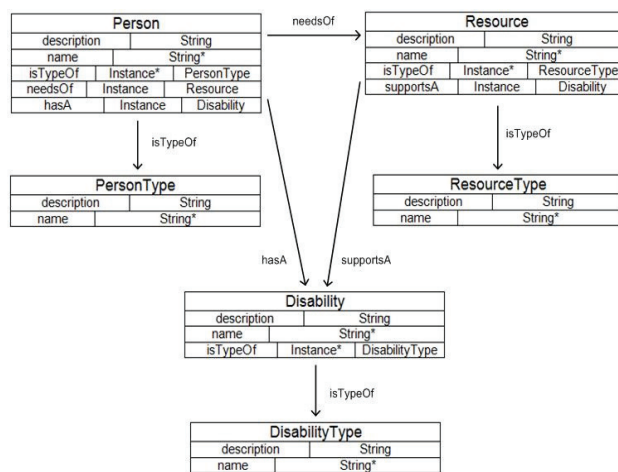 Person
description String
name String*
isTypeOf Instance* PersonType
needsOf Instance Resource
hasA Instance Disability
needsOf
Resource
description String
name String*
isTypeOf Instance* ResourceType
supportsA Instance Disability
isTypeOf
isTypeOf
PersonType
description String
name String*
ResourceType
description String
name String*
hasA
supportsA
Disability
description String
name String*
isTypeOf Instance* DisabilityType
isTypeOf
DisabilityType
description String
name String*